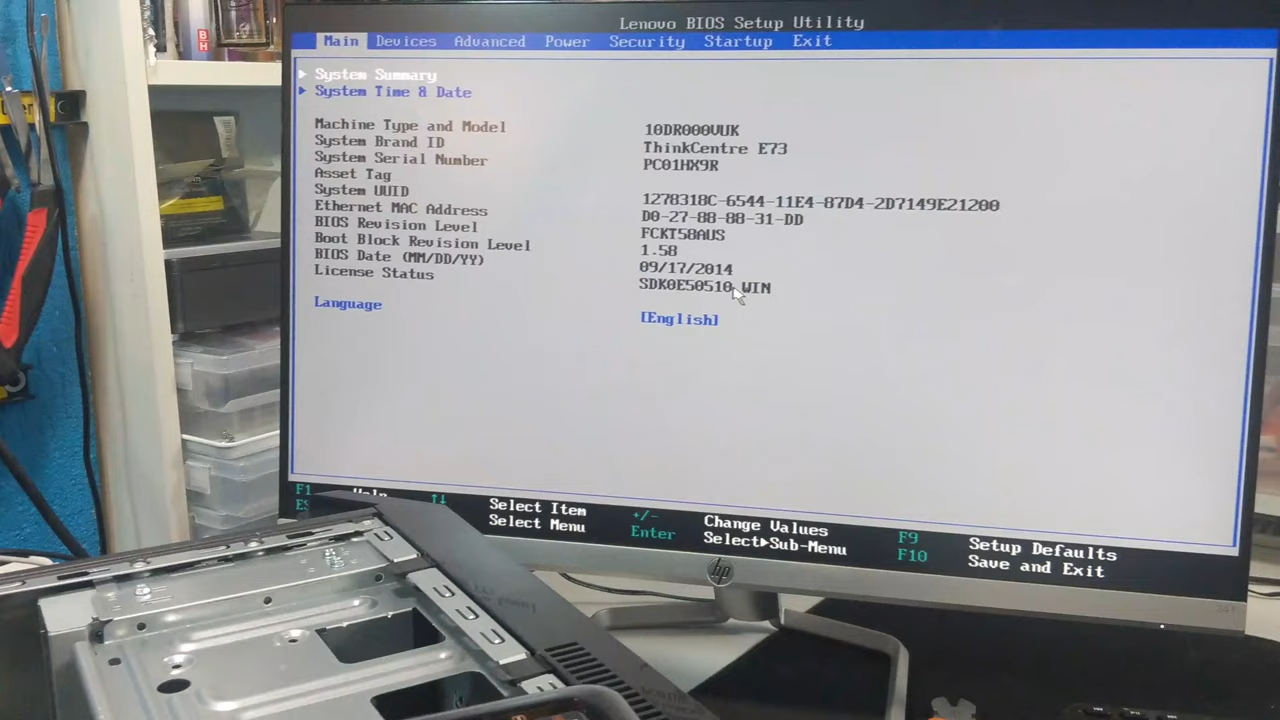 Lenovo BIOS Setup Utility
Main Devices Advanced Power Security Startup Exit
System Summary
System Time & Date
Machine Type and Model 10DR000VUK
System Brand ID ThinkCentre E73
System Serial Number PC01HX9R
Asset Tag
System UUID 1278318C-6544-11E4-87D4-2D7149E21200
Ethernet MAC Address D0-27-88-88-31-DD
BIOS Revision Level FCKT58AUS
Boot Block Revision Level 1.58
BIOS Date (MM/DD/YY) 09/17/2014
License Status SDK0E50510 WIN
Language [English]
F1 Help ↑↓ Select Item +/- Change Values F9 Setup Defaults
Select Menu Enter Select▶Sub-Menu F10 Save and Exit
hp
BH